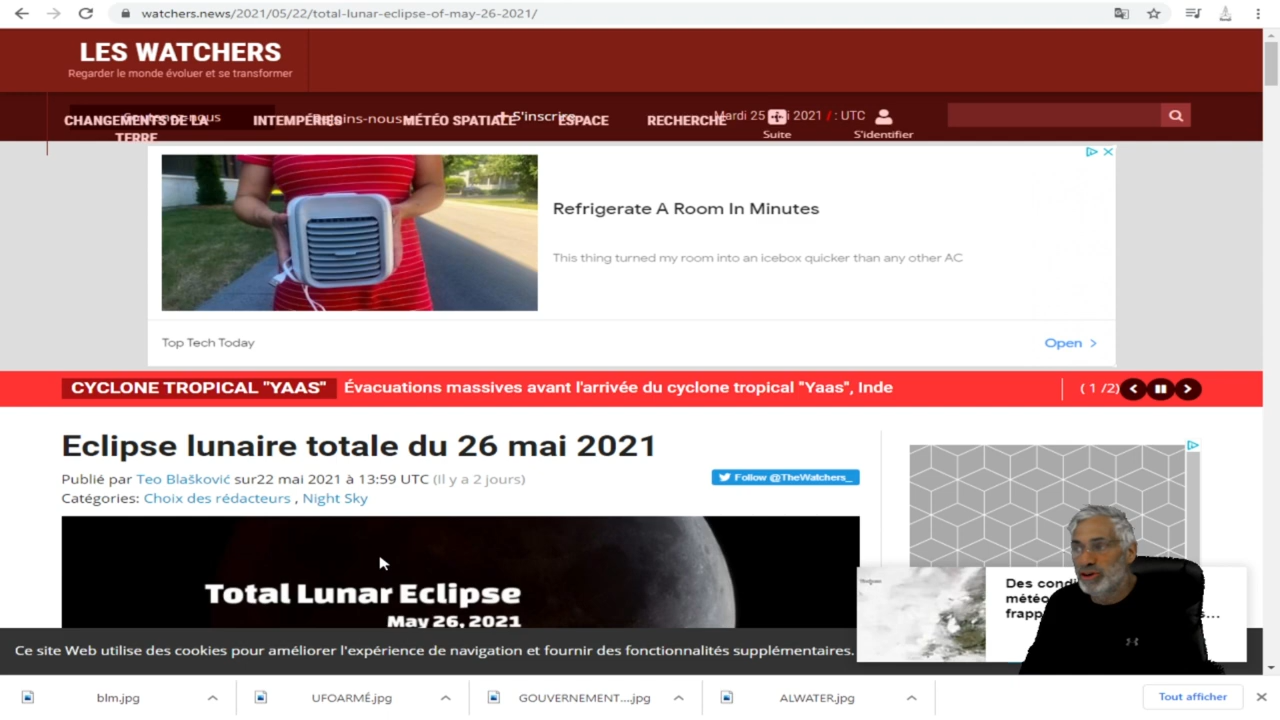 watchers.news/2021/05/22/total-lunar-eclipse-of-may-26-2021/
LES WATCHERS
Regarder le monde évoluer et se transformer
CHANGEMENTS DE LA TERRE
INTEMPÉRIES
MÉTÉO SPATIALE
S'inscrire
ESPACE
RECHERCHE
Mardi 25 2021 / : UTC
Suite
S'identifier
Refrigerate A Room In Minutes
This thing turned my room into an icebox quicker than any other AC
Top Tech Today
Open >
CYCLONE TROPICAL "YAAS" Évacuations massives avant l'arrivée du cyclone tropical "Yaas", Inde
( 1 /2)
Eclipse lunaire totale du 26 mai 2021
Publié par Teo Blašković sur22 mai 2021 à 13:59 UTC (Il y a 2 jours)
Follow @TheWatchers_
Catégories: Choix des rédacteurs , Night Sky
Total Lunar Eclipse
May 26, 2021
Des cond
météo
frapp s...
Ce site Web utilise des cookies pour améliorer l'expérience de navigation et fournir des fonctionnalités supplémentaires.
blm.jpg
UFOARMÉ.jpg
GOUVERNEMENT....jpg
ALWATER.jpg
Tout afficher